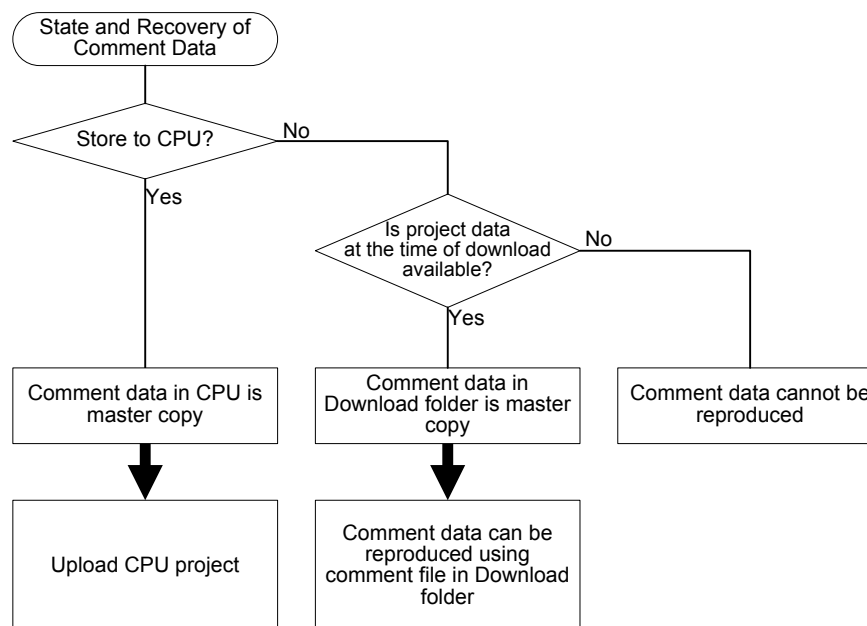 State and Recovery of
Comment Data
Store to CPU?
No
Yes
Is project data
at the time of download
available?
No
Yes
Comment data in CPU is
master copy
Comment data in
Download folder is master
copy
Comment data cannot be
reproduced
Upload CPU project
Comment data can be
reproduced using
comment file in Download
folder